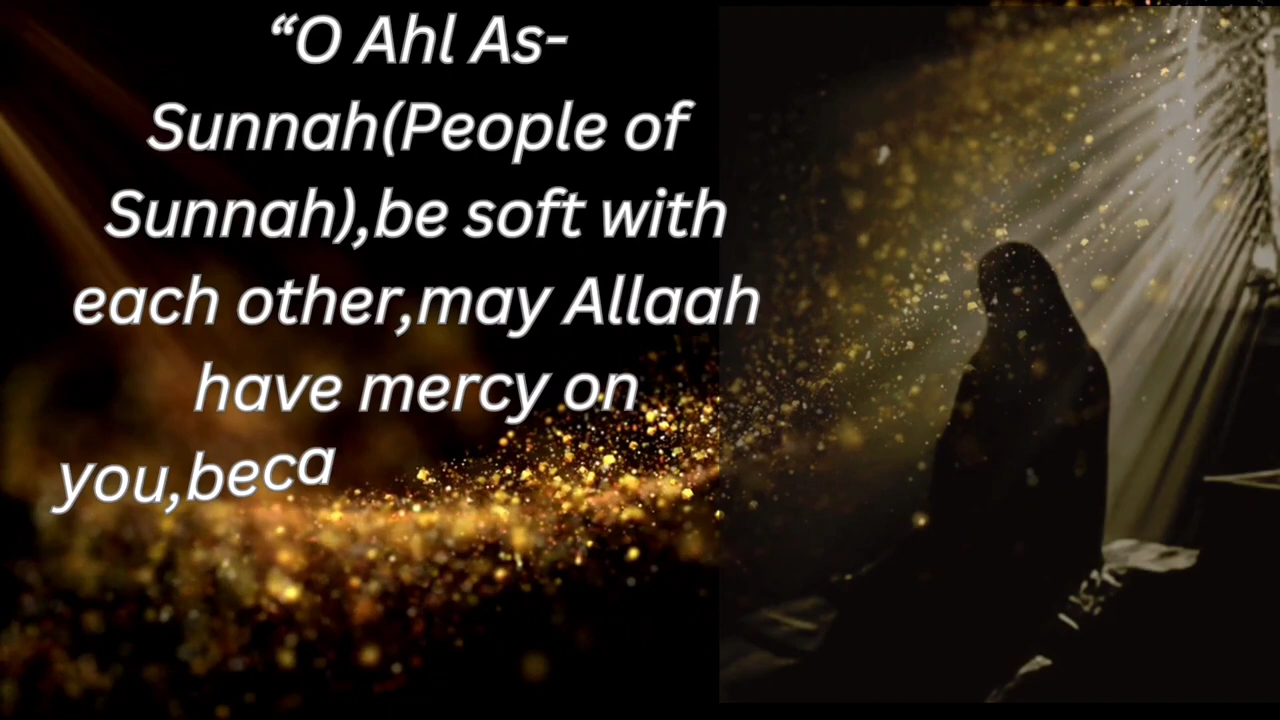 “O Ahl As-
Sunnah(People of
Sunnah),be soft with
each other,may Allaah
have mercy on
you,beca